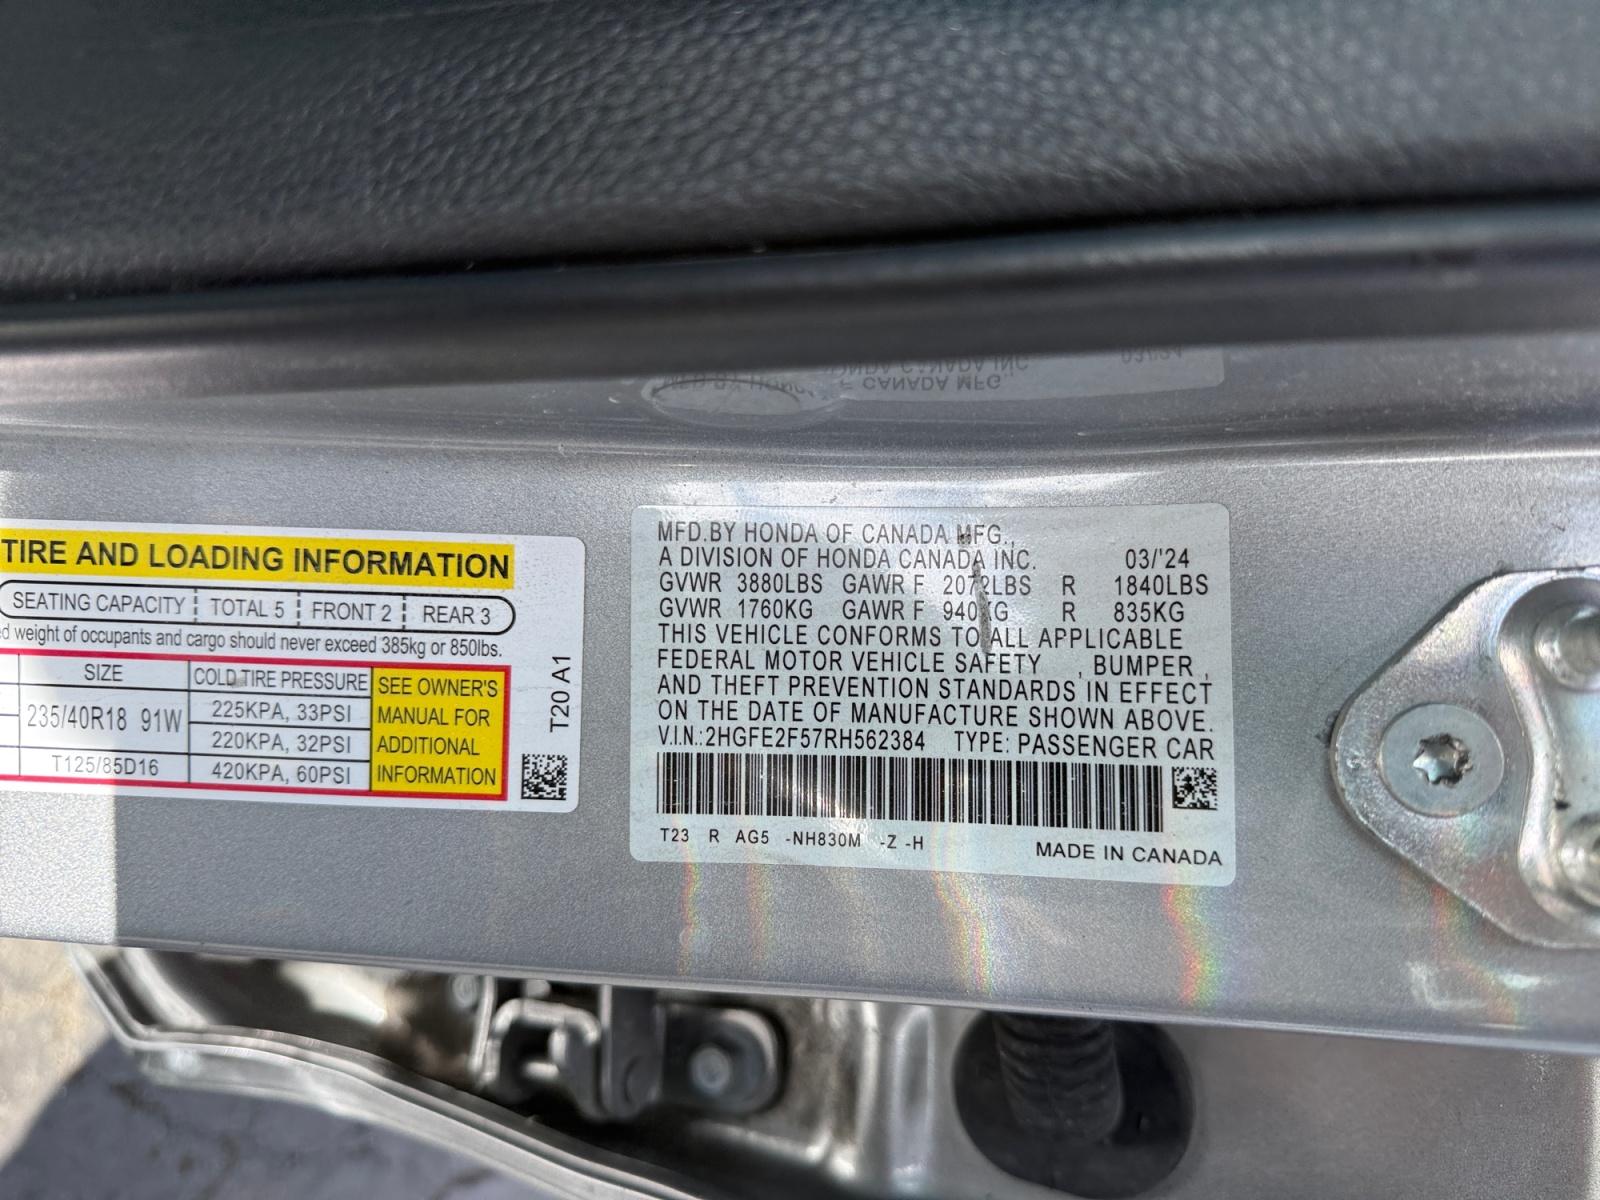 TIRE AND LOADING INFORMATION
SEATING CAPACITY TOTAL 5 FRONT 2 REAR 3
weight of occupants and cargo should never exceed 385kg or 850lbs.
SIZE COLD TIRE PRESSURE
235/40R18 91W
225KPA, 33PSI
220KPA, 32PSI
T125/85D16 420KPA, 60PSI
SEE OWNER'S
MANUAL FOR
ADDITIONAL
INFORMATION
T20 A1
MFD.BY HONDA OF CANADA MFG.,
A DIVISION OF HONDA CANADA INC. 03/'24
GVWR 3880LBS GAWR F 2072LBS R 1840LBS
GVWR 1760KG GAWR F 940KG R 835KG
THIS VEHICLE CONFORMS TO ALL APPLICABLE
FEDERAL MOTOR VEHICLE SAFETY , BUMPER ,
AND THEFT PREVENTION STANDARDS IN EFFECT
ON THE DATE OF MANUFACTURE SHOWN ABOVE.
V.I.N.:2HGFE2F57RH562384 TYPE: PASSENGER CAR
T23 R AG5 -NH830M -Z -H
MADE IN CANADA